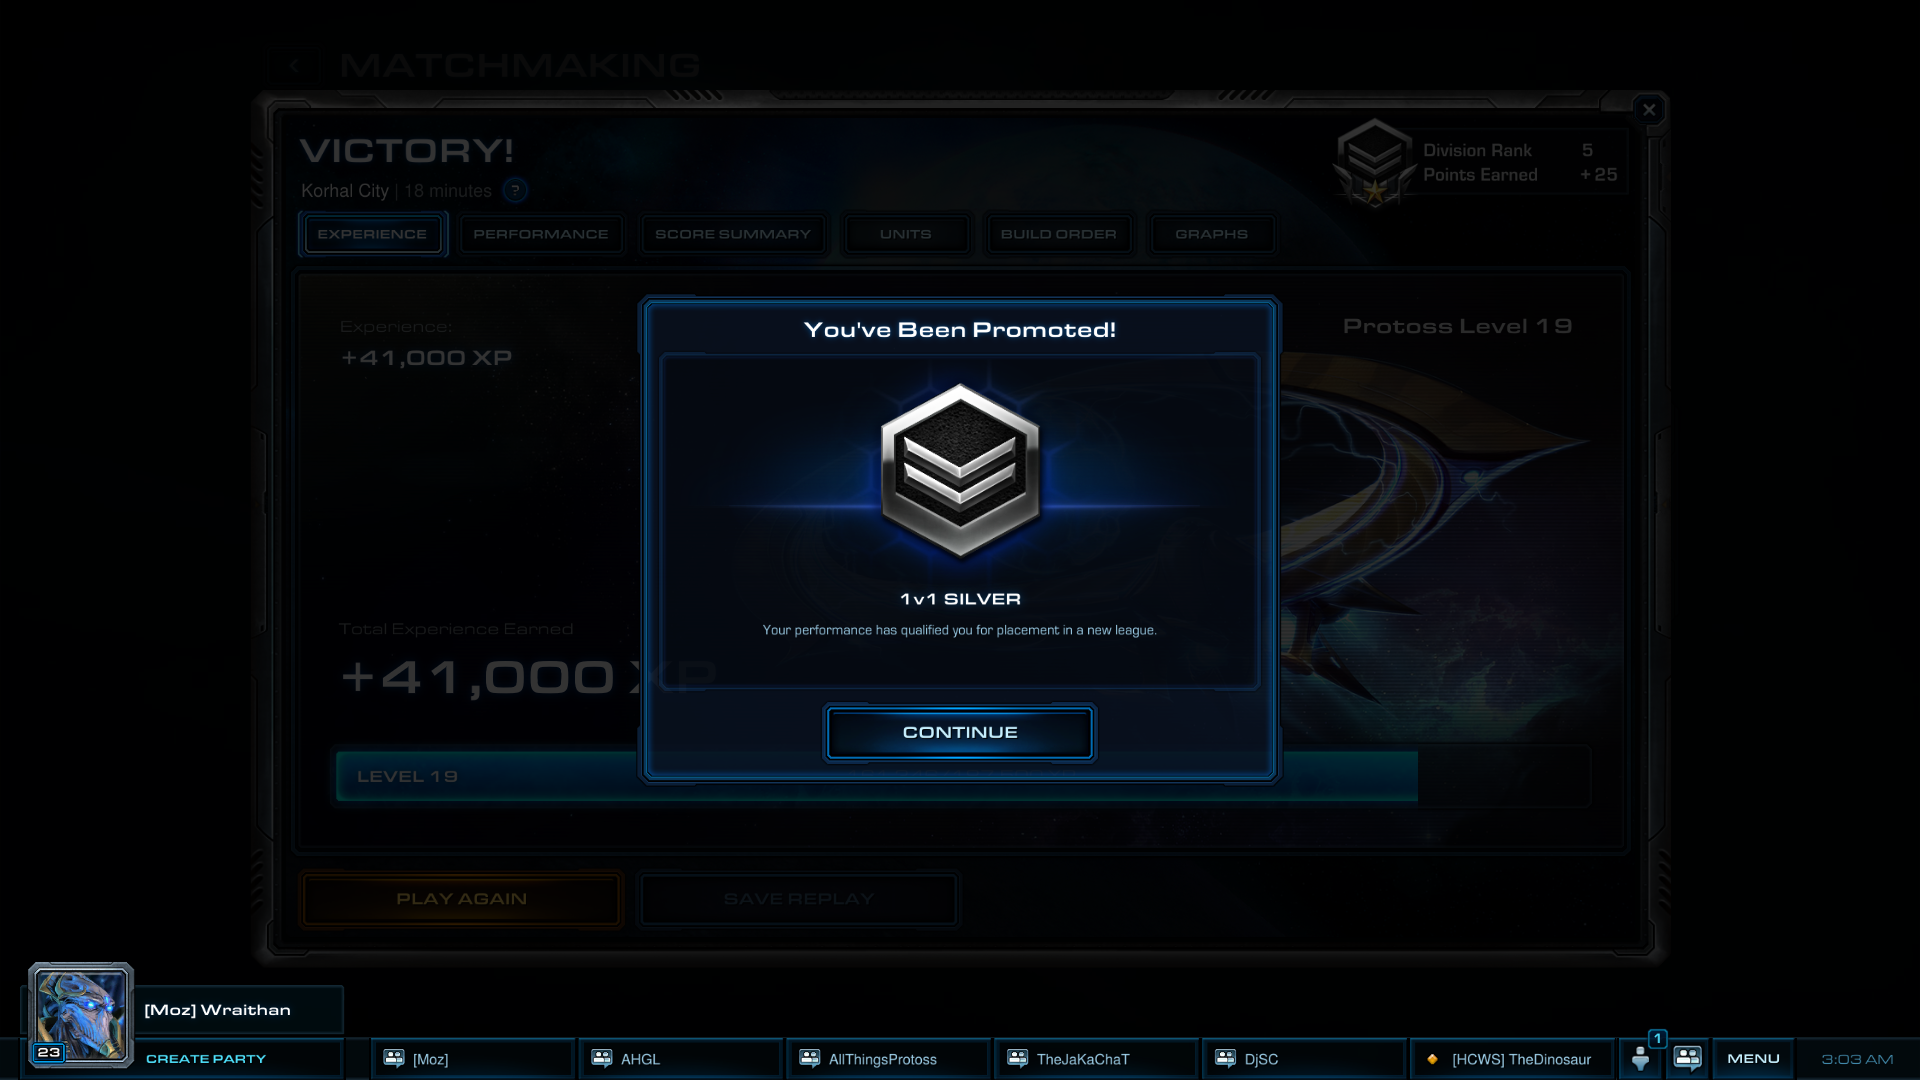 MATCHMAKING
VICTORY!
Korhal City | 18 minutes ?
Division Rank 5
Points Earned +25
EXPERIENCE PERFORMANCE SCORE SUMMARY UNITS BUILD ORDER GRAPHS
Experience:
+41,000 XP
Protoss Level 19
You've Been Promoted!
1v1 SILVER
Your performance has qualified you for placement in a new league.
CONTINUE
Total Experience Earned
+41,000 XP
LEVEL 19
PLAY AGAIN SAVE REPLAY
[Moz] Wraithan
23
CREATE PARTY
[Moz] AHGL AllThingsProtoss TheJaKaChaT DjSC [HCWS] TheDinosaur 1 MENU 3:03 AM